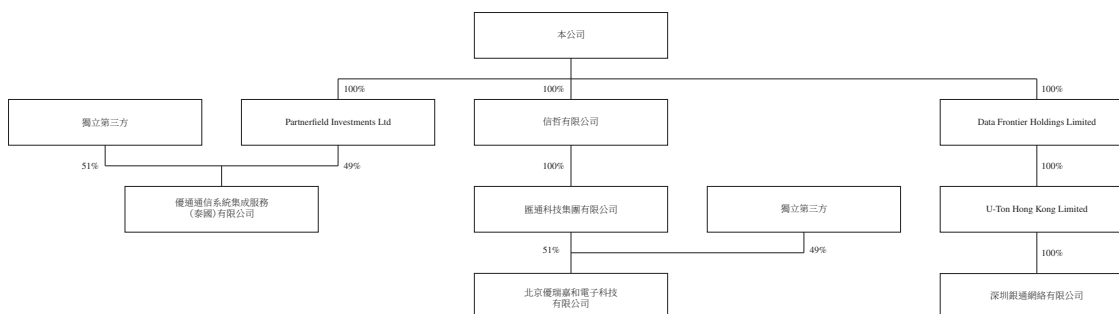 本公司
100%
100%
100%
獨立第三方
Partnerfield Investments Ltd
信哲有限公司
Data Frontier Holdings Limited
51%
49%
100%
100%
優通通信系統集成服務
（泰國）有限公司
匯通科技集團有限公司
獨立第三方
U-Ton Hong Kong Limited
51%
49%
100%
北京優瑞嘉和電子科技
有限公司
深圳銀通網絡有限公司